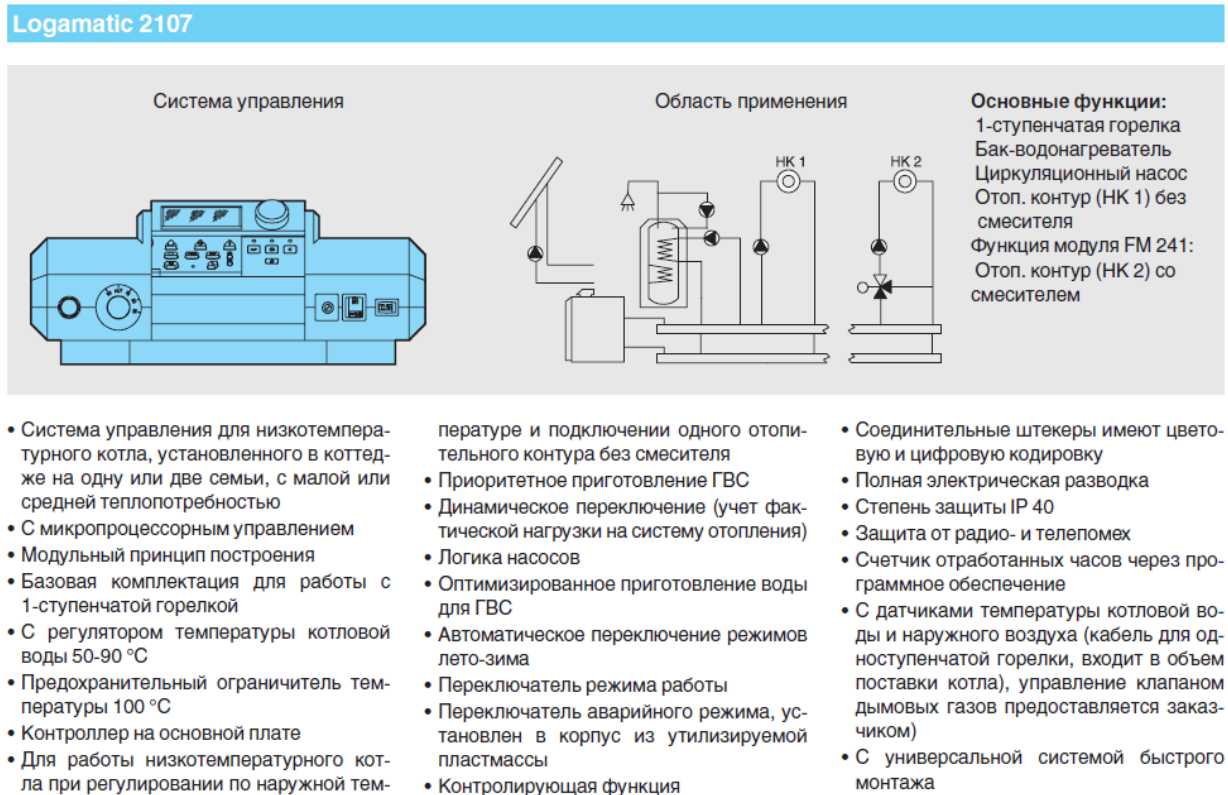 Logamatic 2107
Система управления
Область применения
HK 1
HK 2
Основные функции:
1-ступенчатая горелка
Бак-водонагреватель
Циркуляционный насос
Отоп. контур (HK 1) без
смесителя
Функция модуля FM 241:
Отоп. контур (HK 2) со
смесителем
• Система управления для низкотемпера-
турного котла, установленного в коттед-
же на одну или две семьи, с малой или
средней теплопотребностью
• С микропроцессорным управлением
• Модульный принцип построения
• Базовая комплектация для работы с
1-ступенчатой горелкой
• С регулятором температуры котловой
воды 50-90 °C
• Предохранительный ограничитель тем-
пературы 100 °C
• Контроллер на основной плате
• Для работы низкотемпературного кот-
ла при регулировании по наружной тем-
пературе и подключении одного отопи-
тельного контура без смесителя
• Приоритетное приготовление ГВС
• Динамическое переключение (учет фак-
тической нагрузки на систему отопления)
• Логика насосов
• Оптимизированное приготовление воды
для ГВС
• Автоматическое переключение режимов
лето-зима
• Переключатель режима работы
• Переключатель аварийного режима, ус-
тановлен в корпус из утилизируемой
пластмассы
• Контролирующая функция
• Соединительные штекеры имеют цвето-
вую и цифровую кодировку
• Полная электрическая разводка
• Степень защиты IP 40
• Защита от радио- и телепомех
• Счетчик отработанных часов через про-
граммное обеспечение
• С датчиками температуры котловой во-
ды и наружного воздуха (кабель для од-
ноступенчатой горелки, входит в объем
поставки котла), управление клапаном
дымовых газов предоставляется заказ-
чиком)
• С универсальной системой быстрого
монтажа